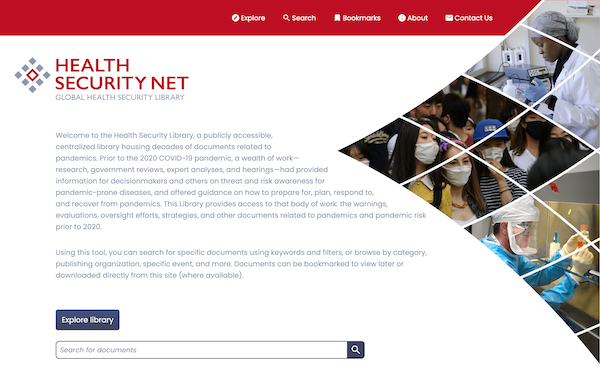 Explore Search Bookmarks About Contact Us
HEALTH
SECURITY NET
GLOBAL HEALTH SECURITY LIBRARY
Welcome to the Health Security Library, a publicly accessible,
centralized library housing decades of documents related to
pandemics. Prior to the 2020 COVID-19 pandemic, a wealth of work—
research, government reviews, expert analyses, and hearings—had provided
information for decisionmakers and others on threat and risk awareness for
pandemic-prone diseases, and offered guidance on how to prepare for, plan, respond to,
and recover from pandemics. This Library provides access to that body of work: the warnings,
evaluations, oversight efforts, strategies, and other documents related to pandemics and pandemic risk
prior to 2020.
Using this tool, you can search for specific documents using keywords and filters, or browse by category,
publishing organization, specific event, and more. Documents can be bookmarked to view later or
downloaded directly from this site (where available).
Explore library
Search for documents